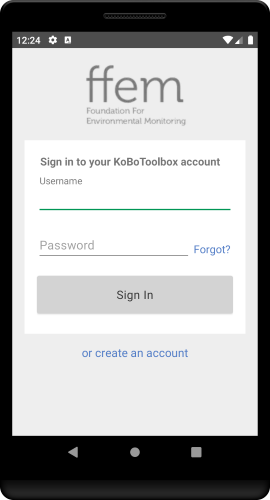 12:24
ffem
Foundation For
Environmental Monitoring
Sign in to your KoBoToolbox account
Username
Password
Forgot?
Sign In
or create an account